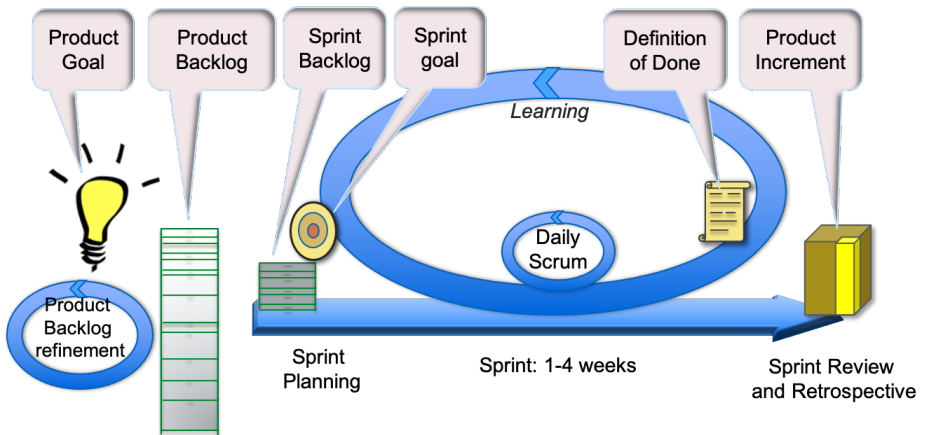 Product
Goal
Product
Backlog
Sprint
Backlog
Sprint
goal
Definition
of Done
Product
Increment
Learning
Daily
Scrum
Product
Backlog
refinement
Sprint
Planning
Sprint: 1-4 weeks
Sprint Review
and Retrospective